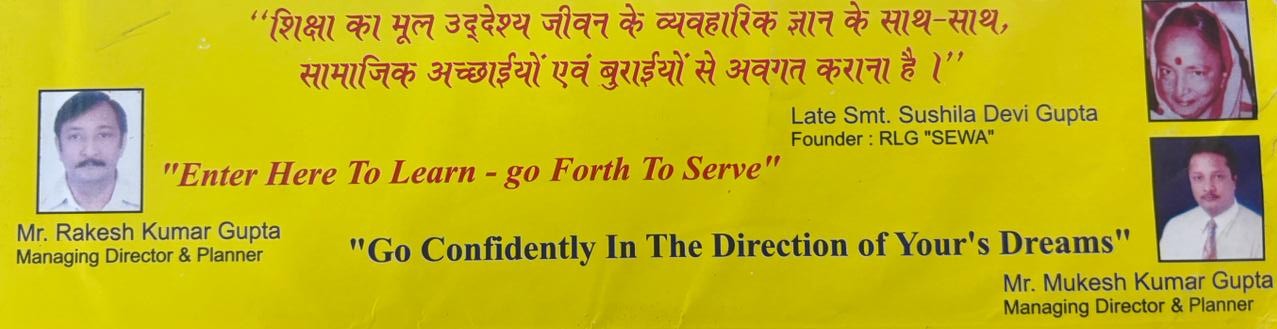 “शिक्षा का मूल उद्देश्य जीवन के व्यवहारिक ज्ञान के साथ-साथ,
सामाजिक अच्छाईयों एवं बुराईयों से अवगत कराना है ।”
Late Smt. Sushila Devi Gupta
Founder : RLG "SEWA"
"Enter Here To Learn - go Forth To Serve"
Mr. Rakesh Kumar Gupta
Managing Director & Planner
"Go Confidently In The Direction of Your's Dreams"
Mr. Mukesh Kumar Gupta
Managing Director & Planner